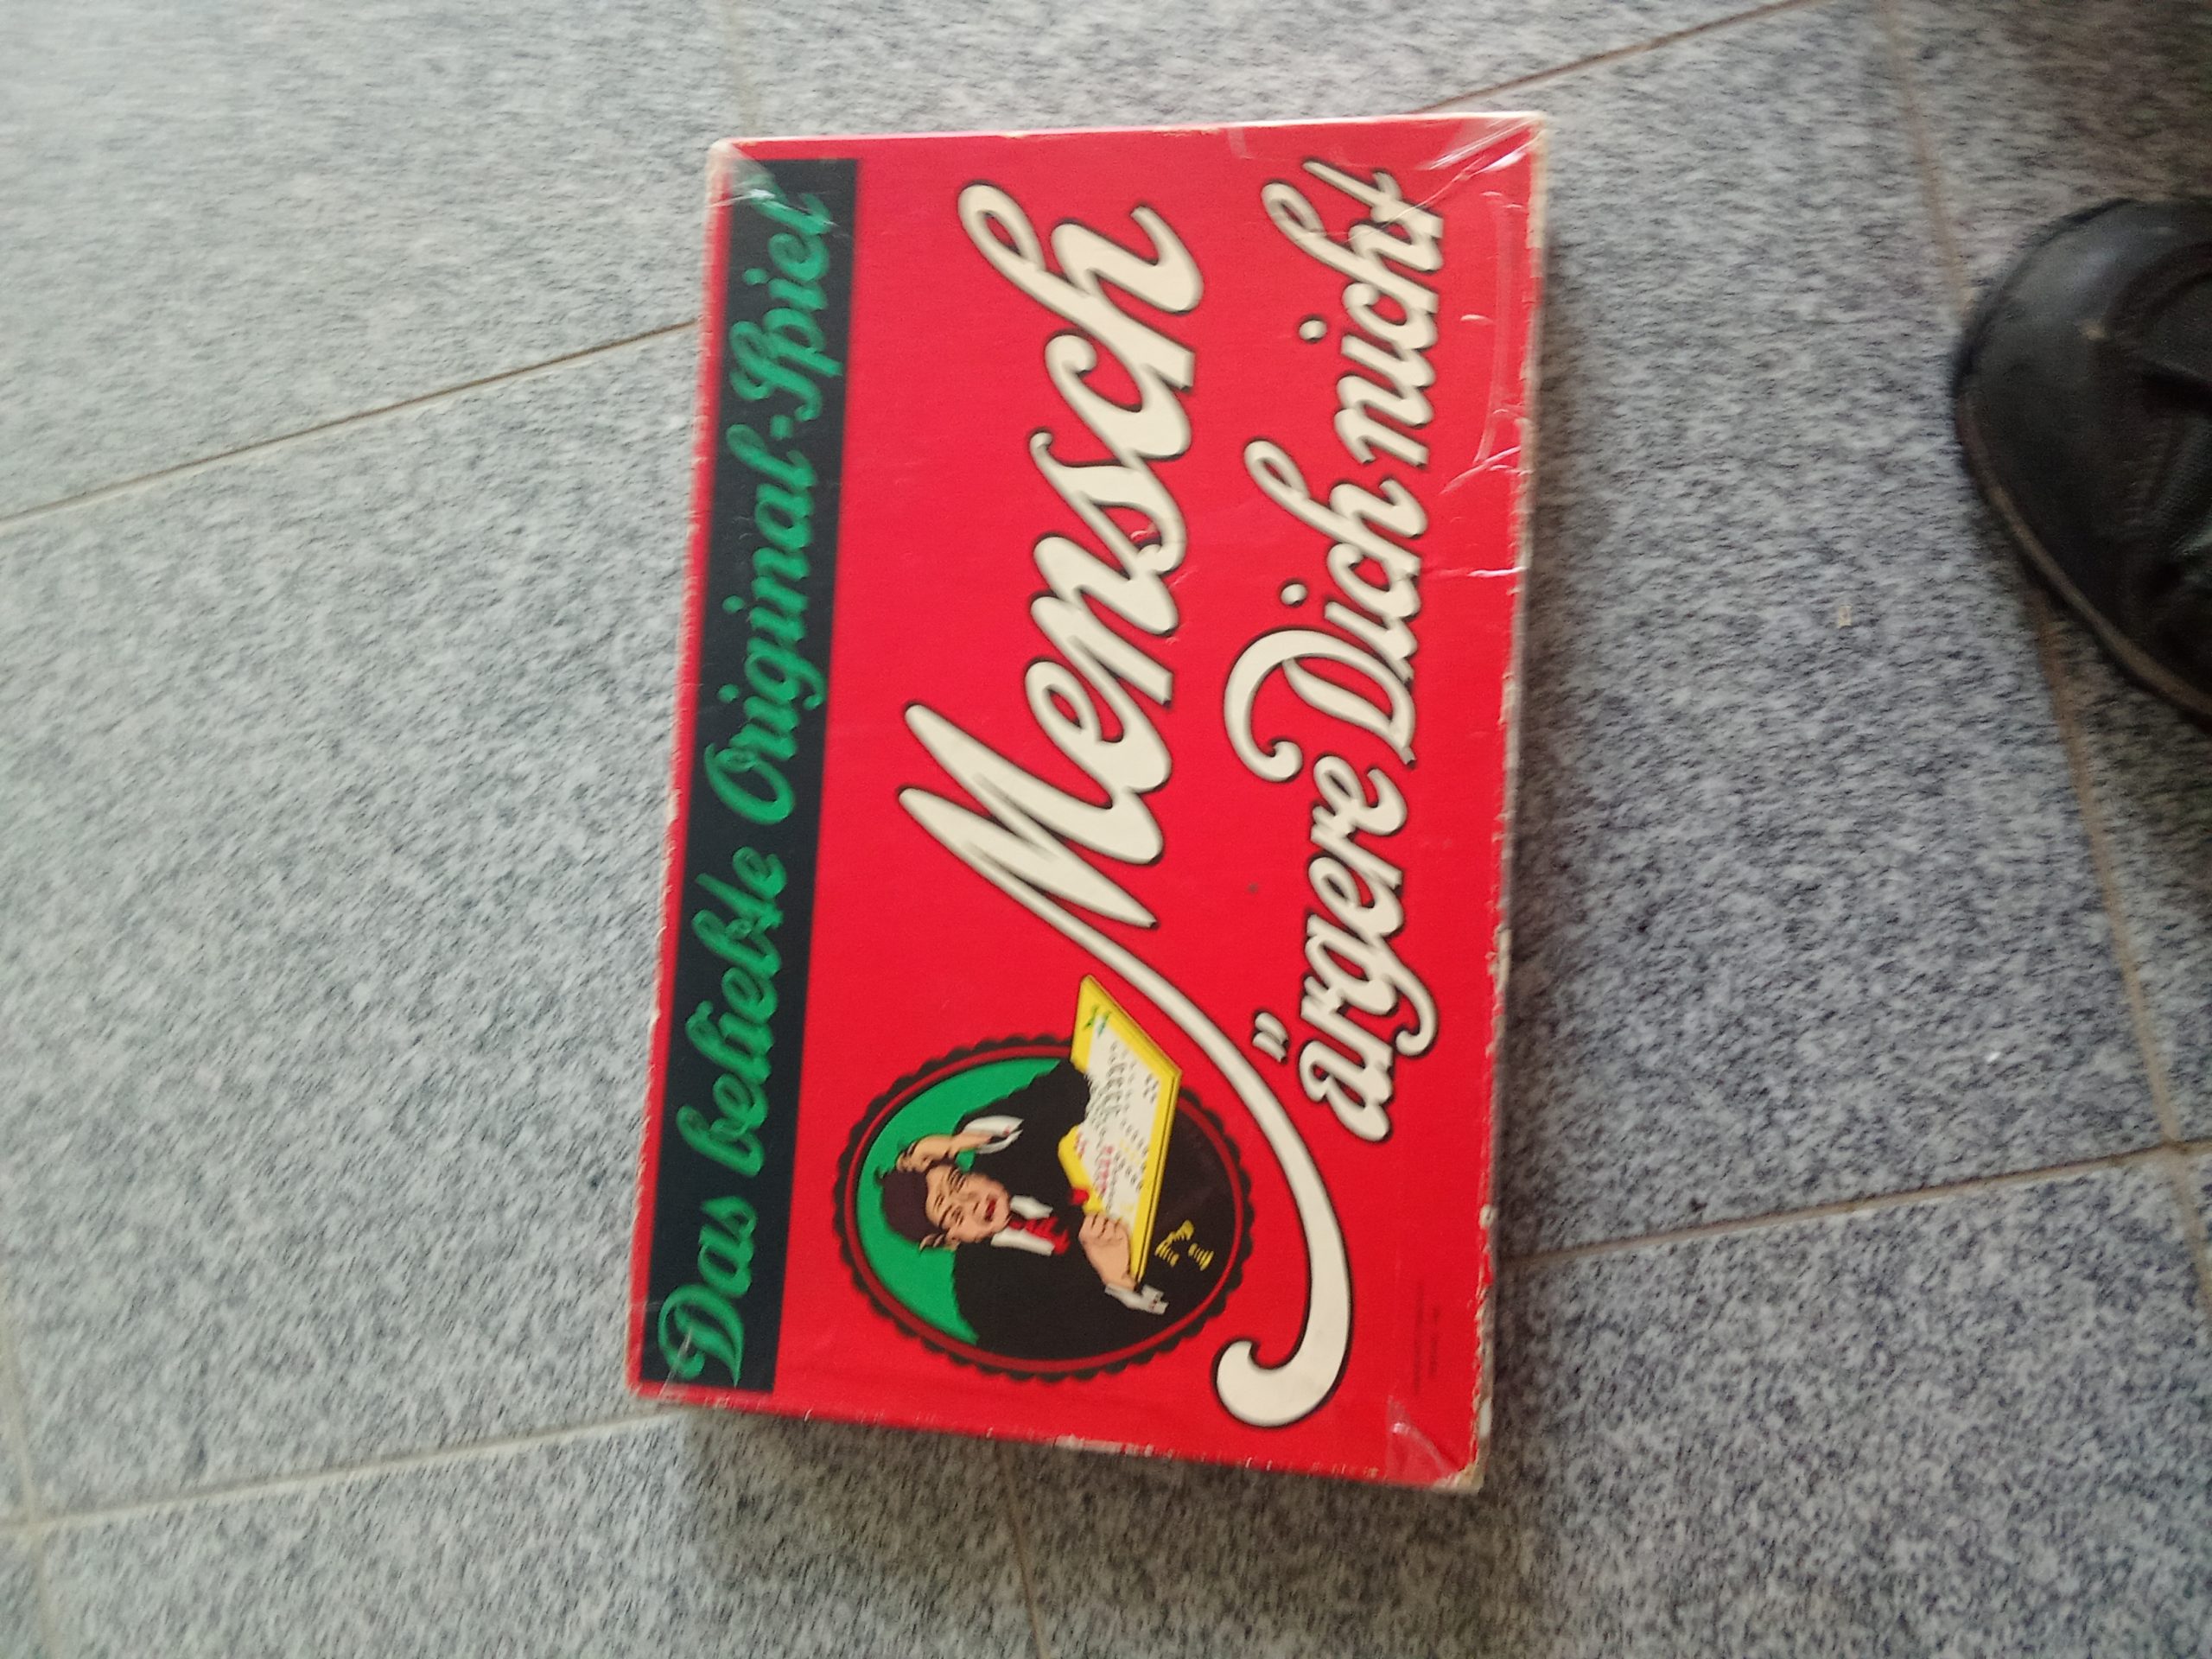 Das beliebte Original-Spiel
Mensch
ärgere Dich nicht